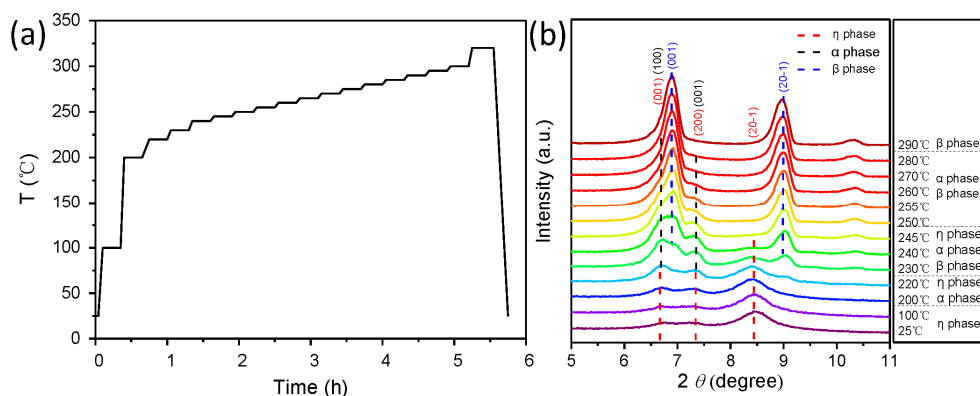 (a)
T (℃)
350
300
250
200
150
100
50
0
0
1
2
3
4
5
6
Time (h)
(b)
Intensity (a.u.)
(001)
(100)
(001)
(200)
(001)
(20-1)
(20-1)
η phase
α phase
β phase
290℃ β phase
280℃
270℃ α phase
260℃ β phase
255℃
250℃
245℃ η phase
240℃ α phase
230℃ β phase
220℃ η phase
200℃ α phase
100℃
25℃ η phase
5
6
7
8
9
10
11
2 θ (degree)